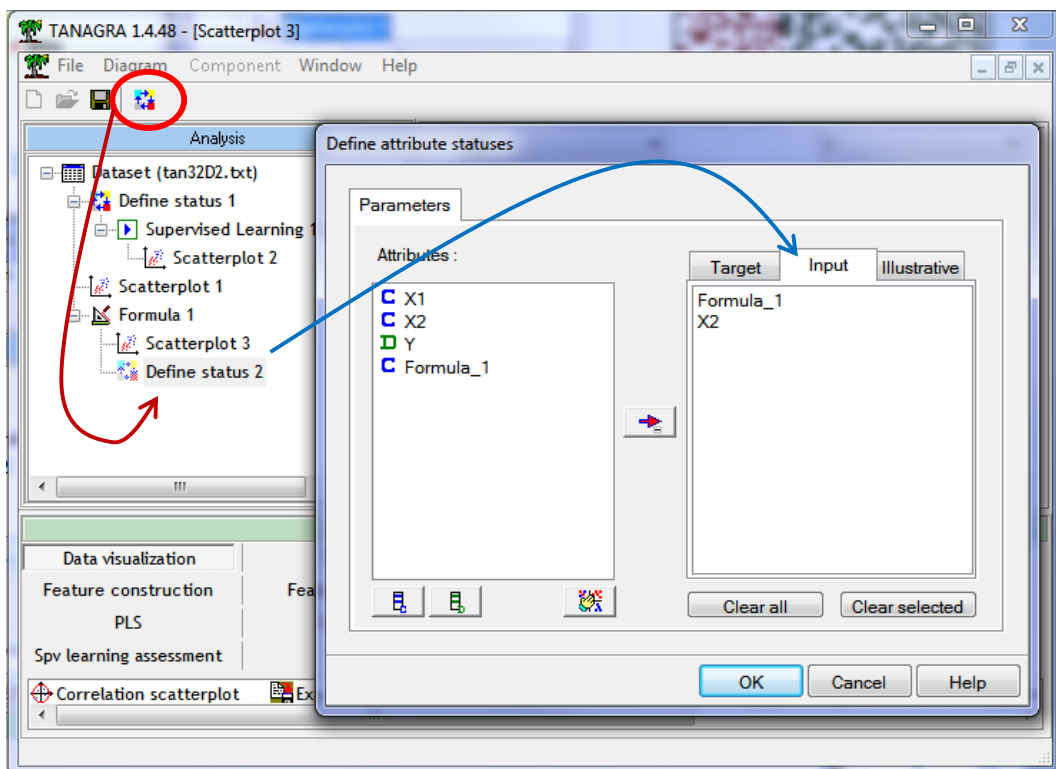 TANAGRA 1.4.48 - [Scatterplot 3]
File Diagram Component Window Help
Analysis
Dataset (tan32D2.txt)
Define status 1
Supervised Learning 1
Scatterplot 2
Scatterplot 1
Formula 1
Scatterplot 3
Define status 2
Define attribute statuses
Parameters
Attributes :
X1
X2
Y
Formula_1
Target Input Illustrative
Formula_1
X2
Clear all Clear selected
OK Cancel Help
Data visualization
Feature construction Fea
PLS
Spv learning assessment
Correlation scatterplot Ex